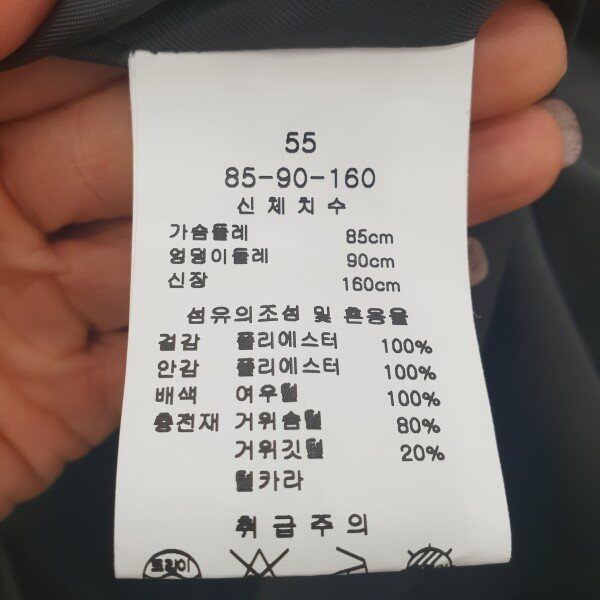 55
85-90-160
신체치수
가슴둘레 85cm
엉덩이둘레 90cm
신장 160cm
섬유의조성 및 혼용율
겉감 폴리에스터 100%
안감 폴리에스터 100%
배색 여우털 100%
충전재 거위솜털 80%
거위깃털 20%
털카라
취급주의
드라이